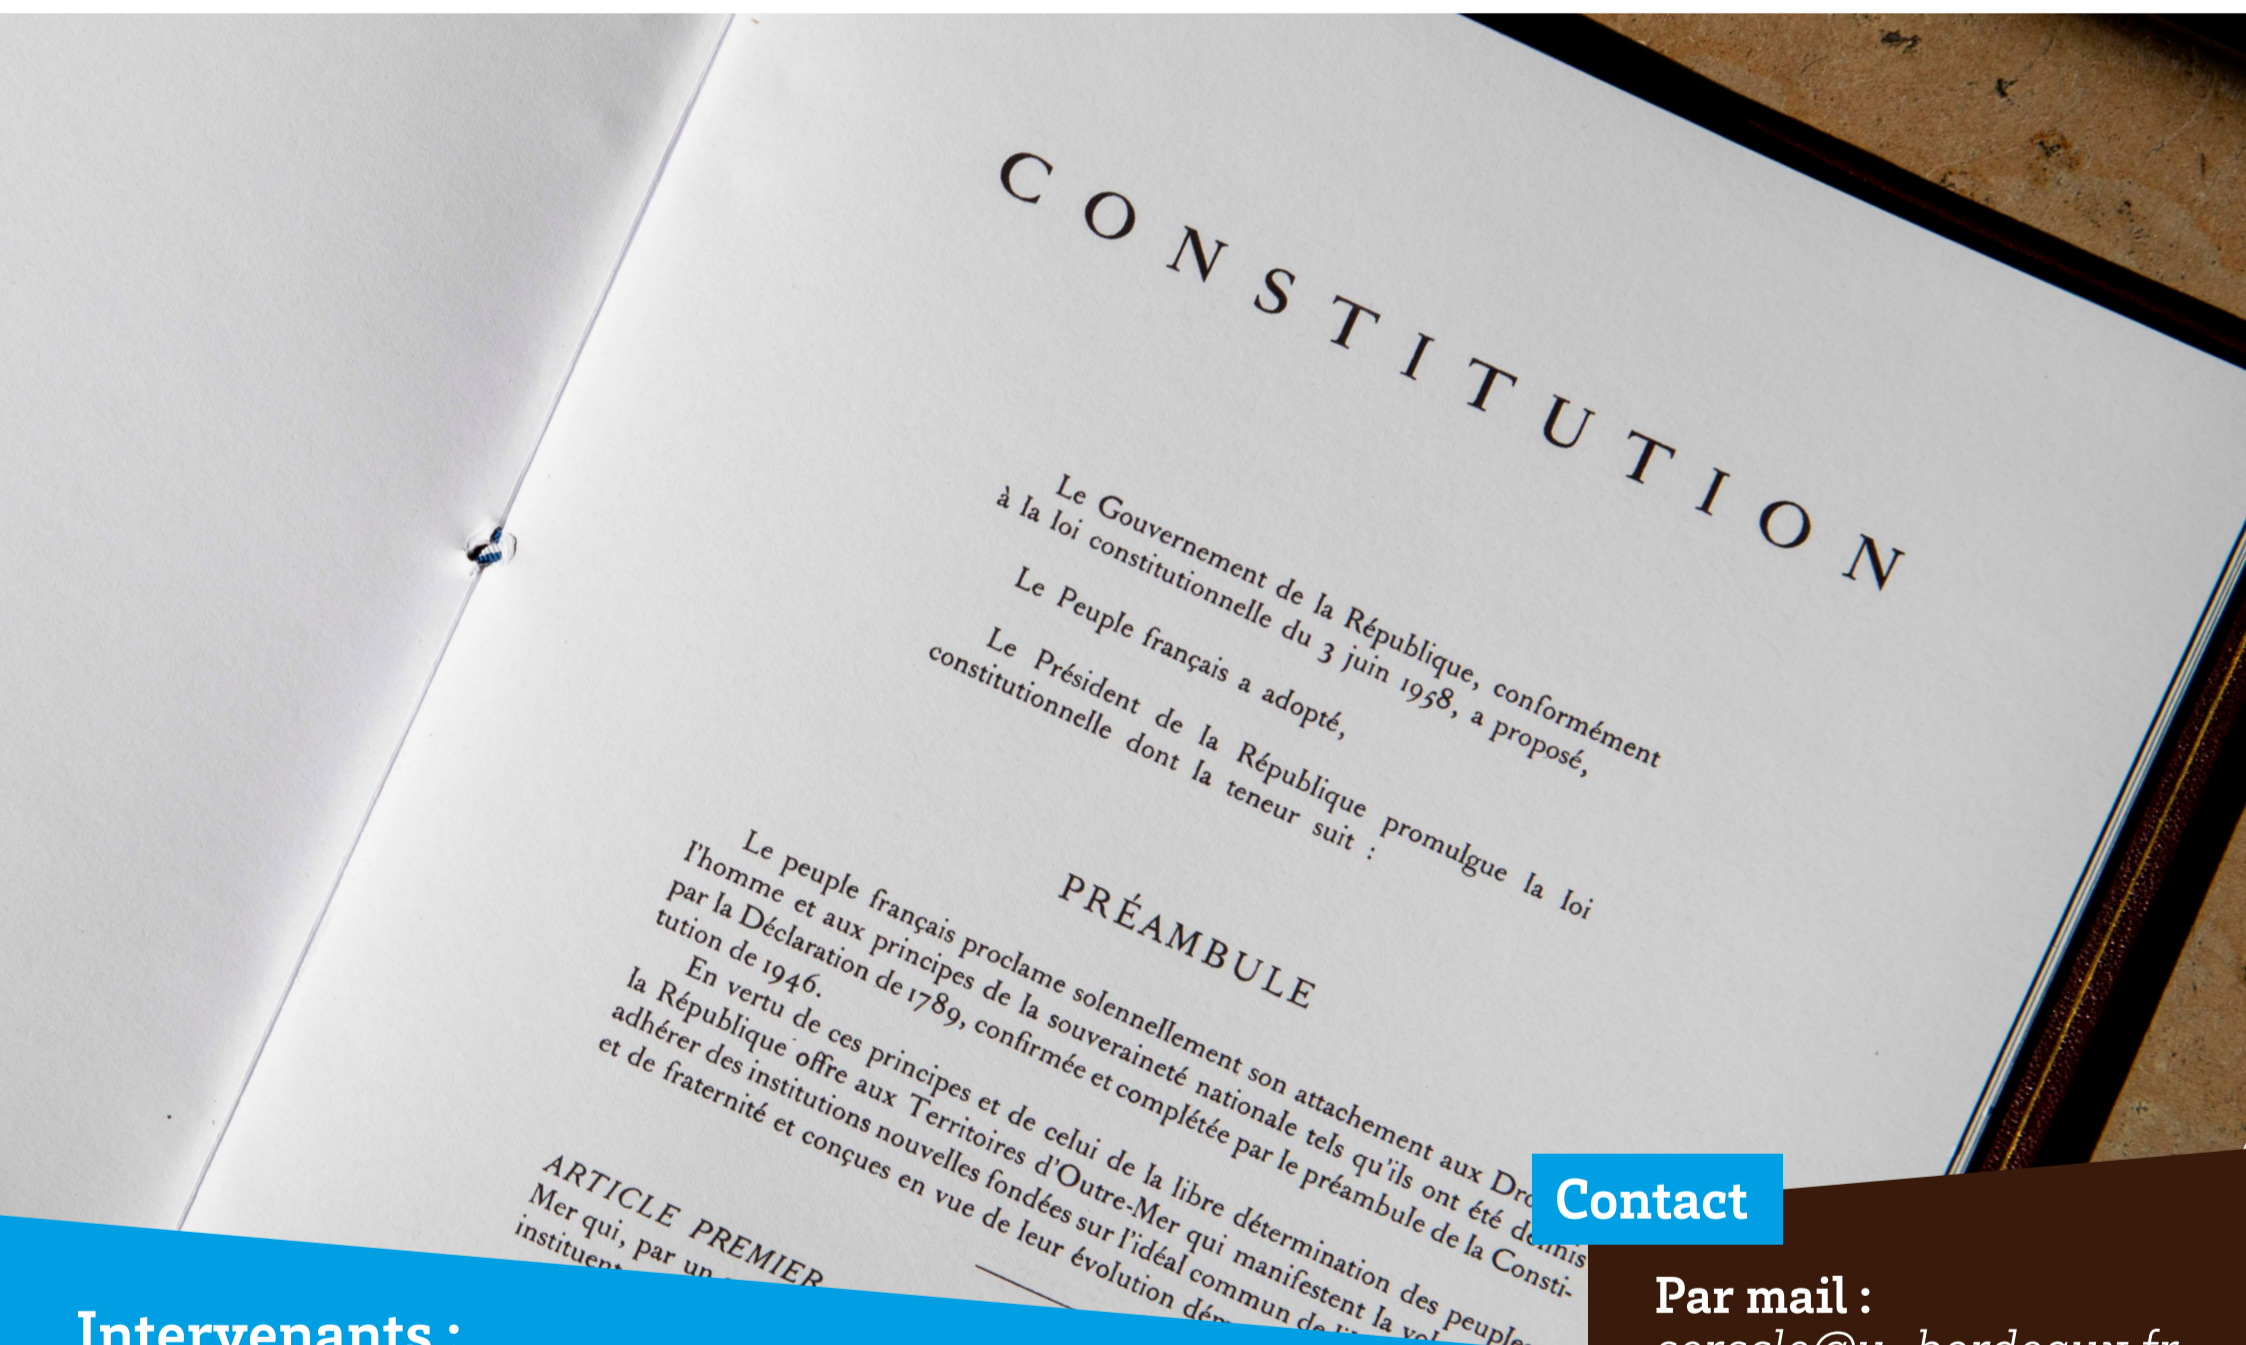 CONSTITUTION
Le Gouvernement de la République, conformément
à la loi constitutionnelle du 3 juin 1958, a proposé,
Le Peuple français a adopté,
Le Président de la République promulgue la loi
constitutionnelle dont la teneur suit :
PRÉAMBULE
Le peuple français proclame solennellement son attachement aux
l'homme et aux principes de la souveraineté nationale tels qu'ils ont été
par la Déclaration de 1789, confirmée et complétée par le préambule de la Consti-
tution de 1946.
En vertu de ces principes et de celui de la libre détermination des peuples
la République offre aux Territoires d'Outre-Mer qui manifestent la
adhérer des institutions nouvelles fondées sur l'idéal commun de
et de fraternité et conçues en vue de leur évolution
ARTICLE PREMIER
Mer qui, par un
Contact
Par mail :
Intervenants :